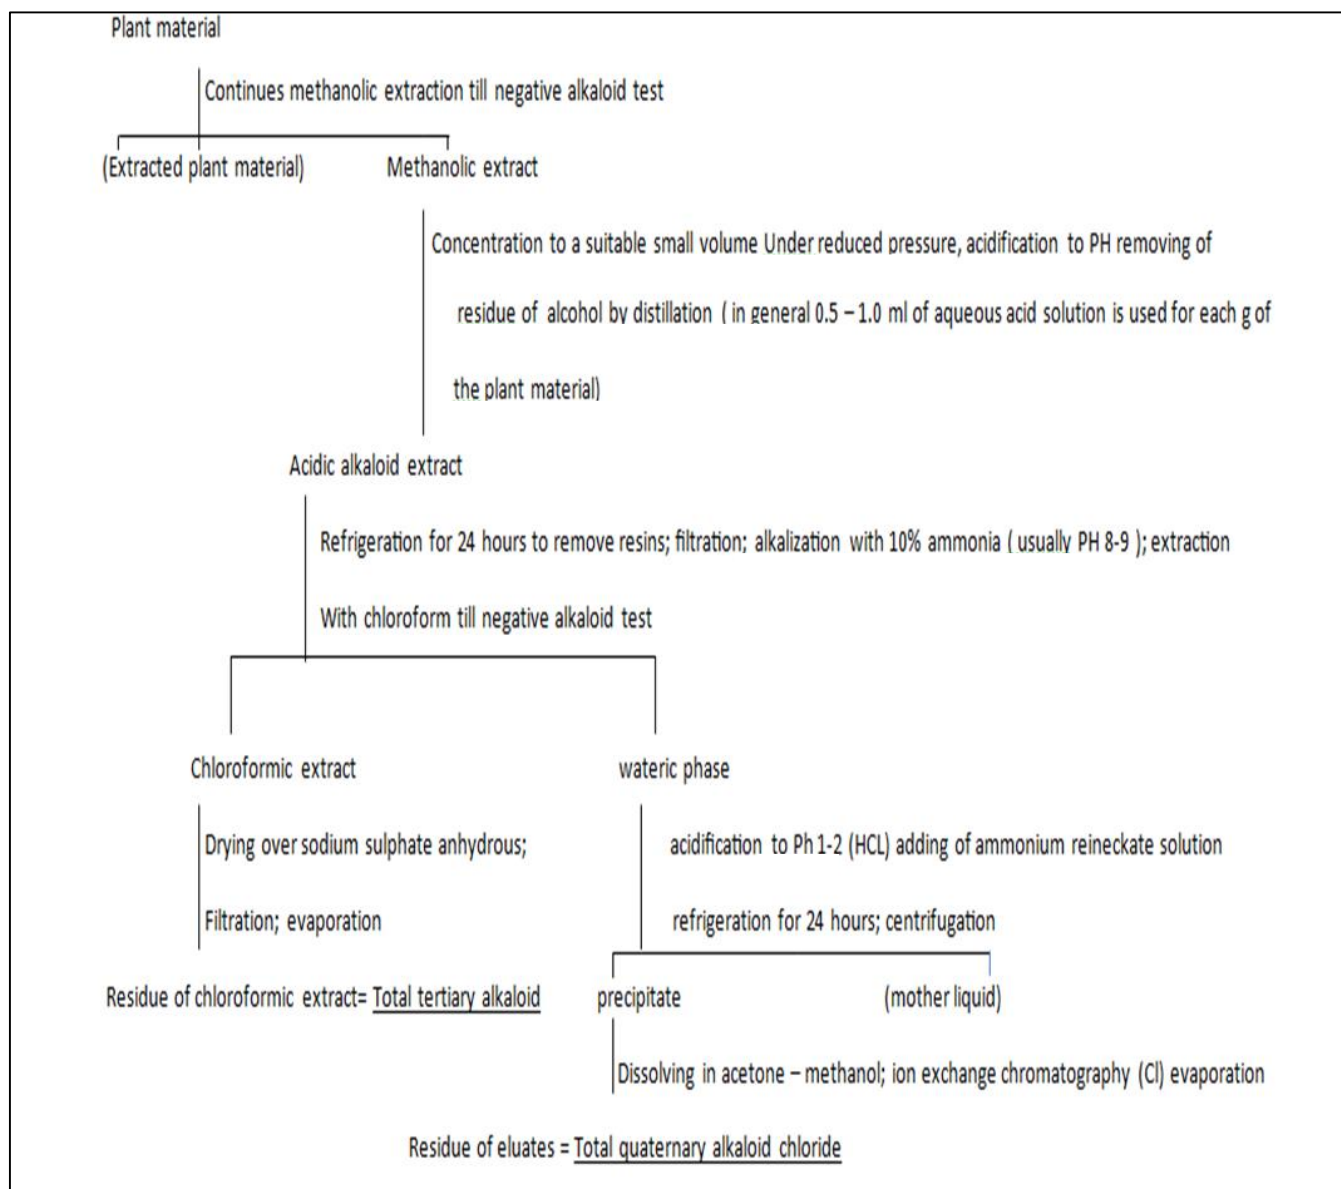 Plant material
Continues methanolic extraction till negative alkaloid test
(Extracted plant material) Methanolic extract
Concentration to a suitable small volume Under reduced pressure, acidification to PH removing of
residue of alcohol by distillation ( in general 0.5 – 1.0 ml of aqueous acid solution is used for each g of
the plant material)
Acidic alkaloid extract
Refrigeration for 24 hours to remove resins; filtration; alkalization with 10% ammonia ( usually PH 8-9 ); extraction
With chloroform till negative alkaloid test
Chloroformic extract wateric phase
Drying over sodium sulphate anhydrous; acidification to Ph 1-2 (HCL) adding of ammonium reineckate solution
Filtration; evaporation refrigeration for 24 hours; centrifugation
Residue of chloroformic extract= Total tertiary alkaloid precipitate (mother liquid)
Dissolving in acetone – methanol; ion exchange chromatography (Cl) evaporation
Residue of eluates = Total quaternary alkaloid chloride